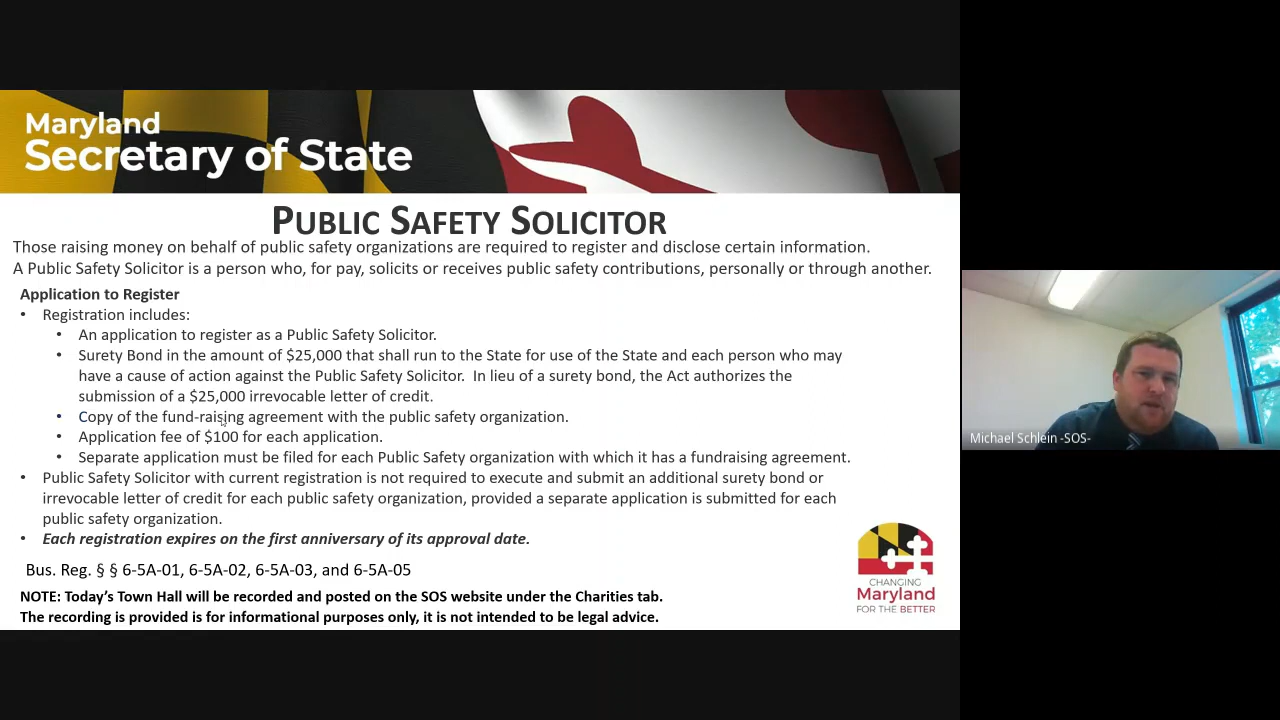 Maryland
Secretary of State
PUBLIC SAFETY SOLICITOR
Those raising money on behalf of public safety organizations are required to register and disclose certain information.
A Public Safety Solicitor is a person who, for pay, solicits or receives public safety contributions, personally or through another.
Application to Register
• Registration includes:
• An application to register as a Public Safety Solicitor.
• Surety Bond in the amount of $25,000 that shall run to the State for use of the State and each person who may
have a cause of action against the Public Safety Solicitor.  In lieu of a surety bond, the Act authorizes the
submission of a $25,000 irrevocable letter of credit.
• Copy of the fund-raising agreement with the public safety organization.
• Application fee of $100 for each application.
• Separate application must be filed for each Public Safety organization with which it has a fundraising agreement.
• Public Safety Solicitor with current registration is not required to execute and submit an additional surety bond or
irrevocable letter of credit for each public safety organization, provided a separate application is submitted for each
public safety organization.
• Each registration expires on the first anniversary of its approval date.
Bus. Reg. § § 6-5A-01, 6-5A-02, 6-5A-03, and 6-5A-05
NOTE: Today's Town Hall will be recorded and posted on the SOS website under the Charities tab.
The recording is provided is for informational purposes only, it is not intended to be legal advice.
CHANGING
Maryland
FOR THE BETTER
Michael Schlein -SOS-